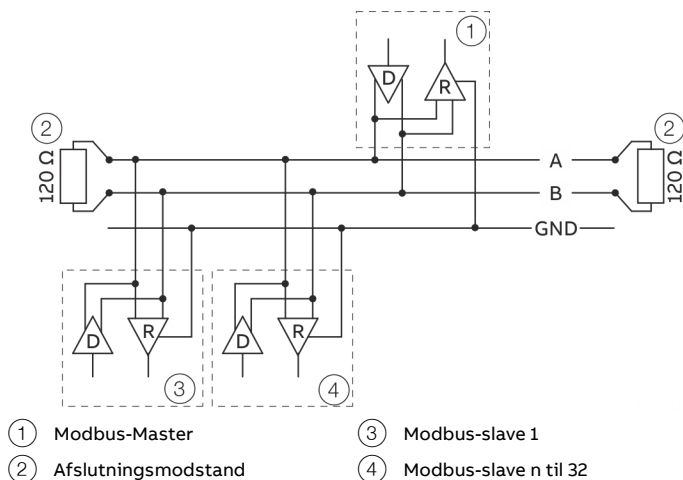 1
D
R
2
2
120 Ω
120 Ω
A
B
GND
D
R
D
R
3
4
1 Modbus-Master
3 Modbus-slave 1
2 Afslutningsmodstand
4 Modbus-slave n til 32